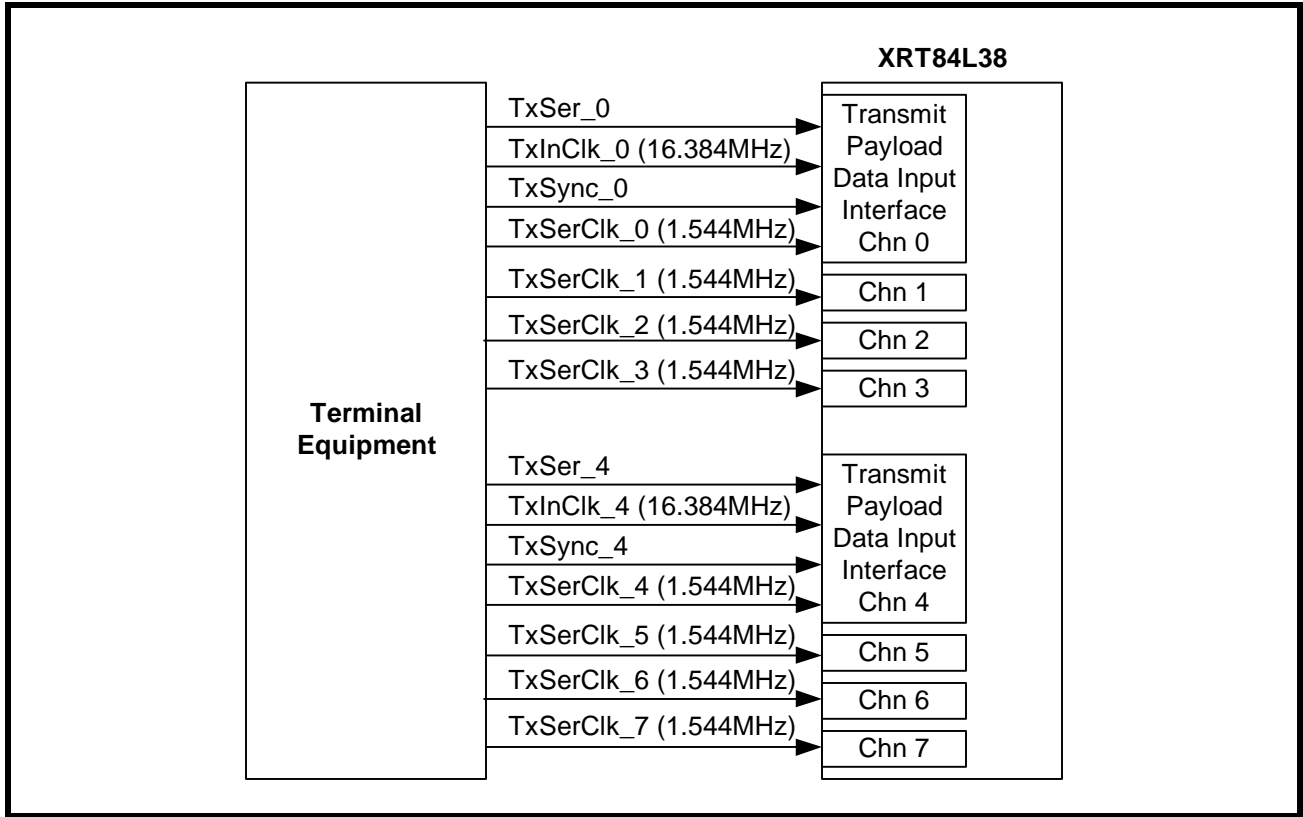 XRT84L38
Terminal
Equipment
TxSer_0
TxInClk_0 (16.384MHz)
TxSync_0
TxSerClk_0 (1.544MHz)
TxSerClk_1 (1.544MHz)
TxSerClk_2 (1.544MHz)
TxSerClk_3 (1.544MHz)
TxSer_4
TxInClk_4 (16.384MHz)
TxSync_4
TxSerClk_4 (1.544MHz)
TxSerClk_5 (1.544MHz)
TxSerClk_6 (1.544MHz)
TxSerClk_7 (1.544MHz)
Transmit
Payload
Data Input
Interface
Chn 0
Chn 1
Chn 2
Chn 3
Transmit
Payload
Data Input
Interface
Chn 4
Chn 5
Chn 6
Chn 7